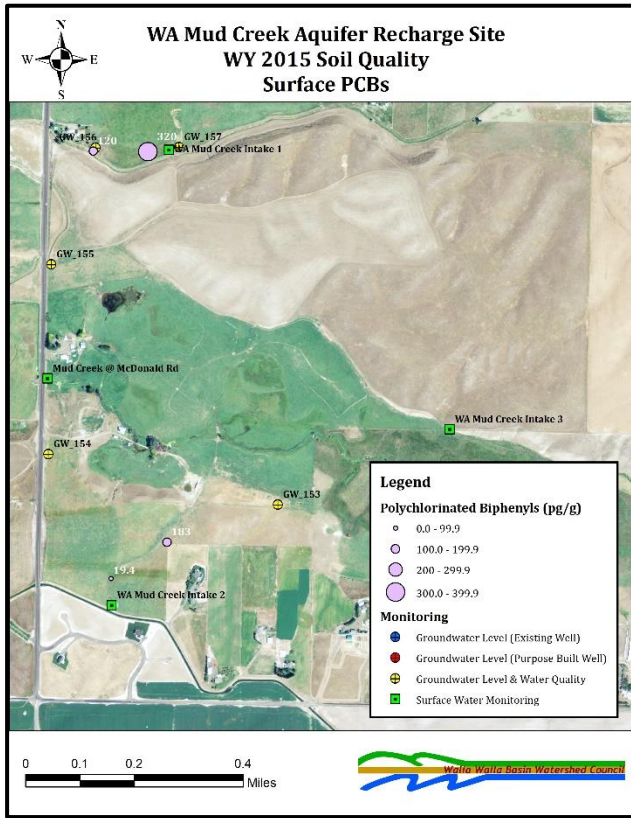 WA Mud Creek Aquifer Recharge Site
WY 2015 Soil Quality
Surface PCBs
N
W
E
S
GW_156
120
320
GW_157
WA Mud Creek Intake 1
GW_155
Mud Creek @ McDonald Rd
WA Mud Creek Intake 3
GW_154
GW_153
183
19.4
WA Mud Creek Intake 2
Legend
Polychlorinated Biphenyls (pg/g)
0.0 - 99.9
100.0 - 199.9
200 - 299.9
300.0 - 399.9
Monitoring
Groundwater Level (Existing Well)
Groundwater Level (Purpose Built Well)
Groundwater Level & Water Quality
Surface Water Monitoring
0 0.1 0.2 0.4
Miles
Walla Walla Basin Watershed Council